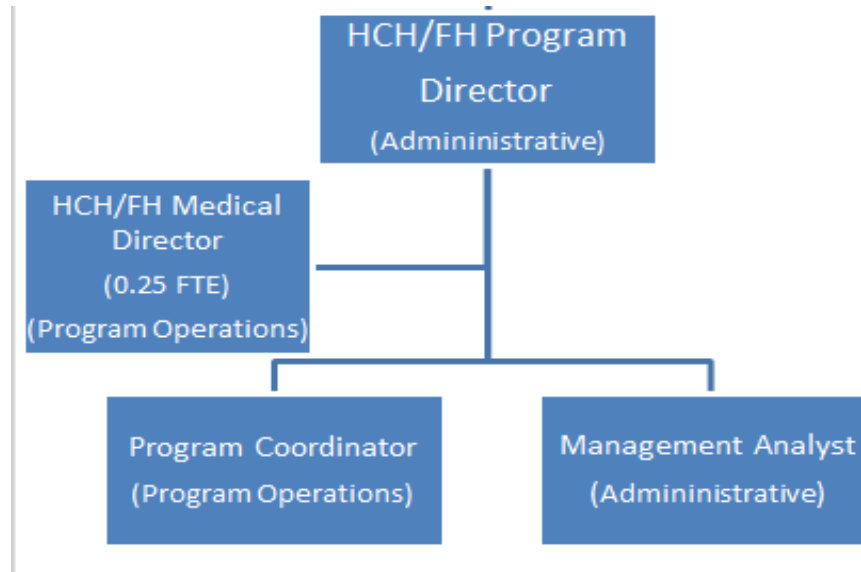 HCH/FH Program
Director
(Admininistrative)
HCH/FH Medical
Director
(0.25 FTE)
(Program Operations)
Program Coordinator
(Program Operations)
Management Analyst
(Admininistrative)